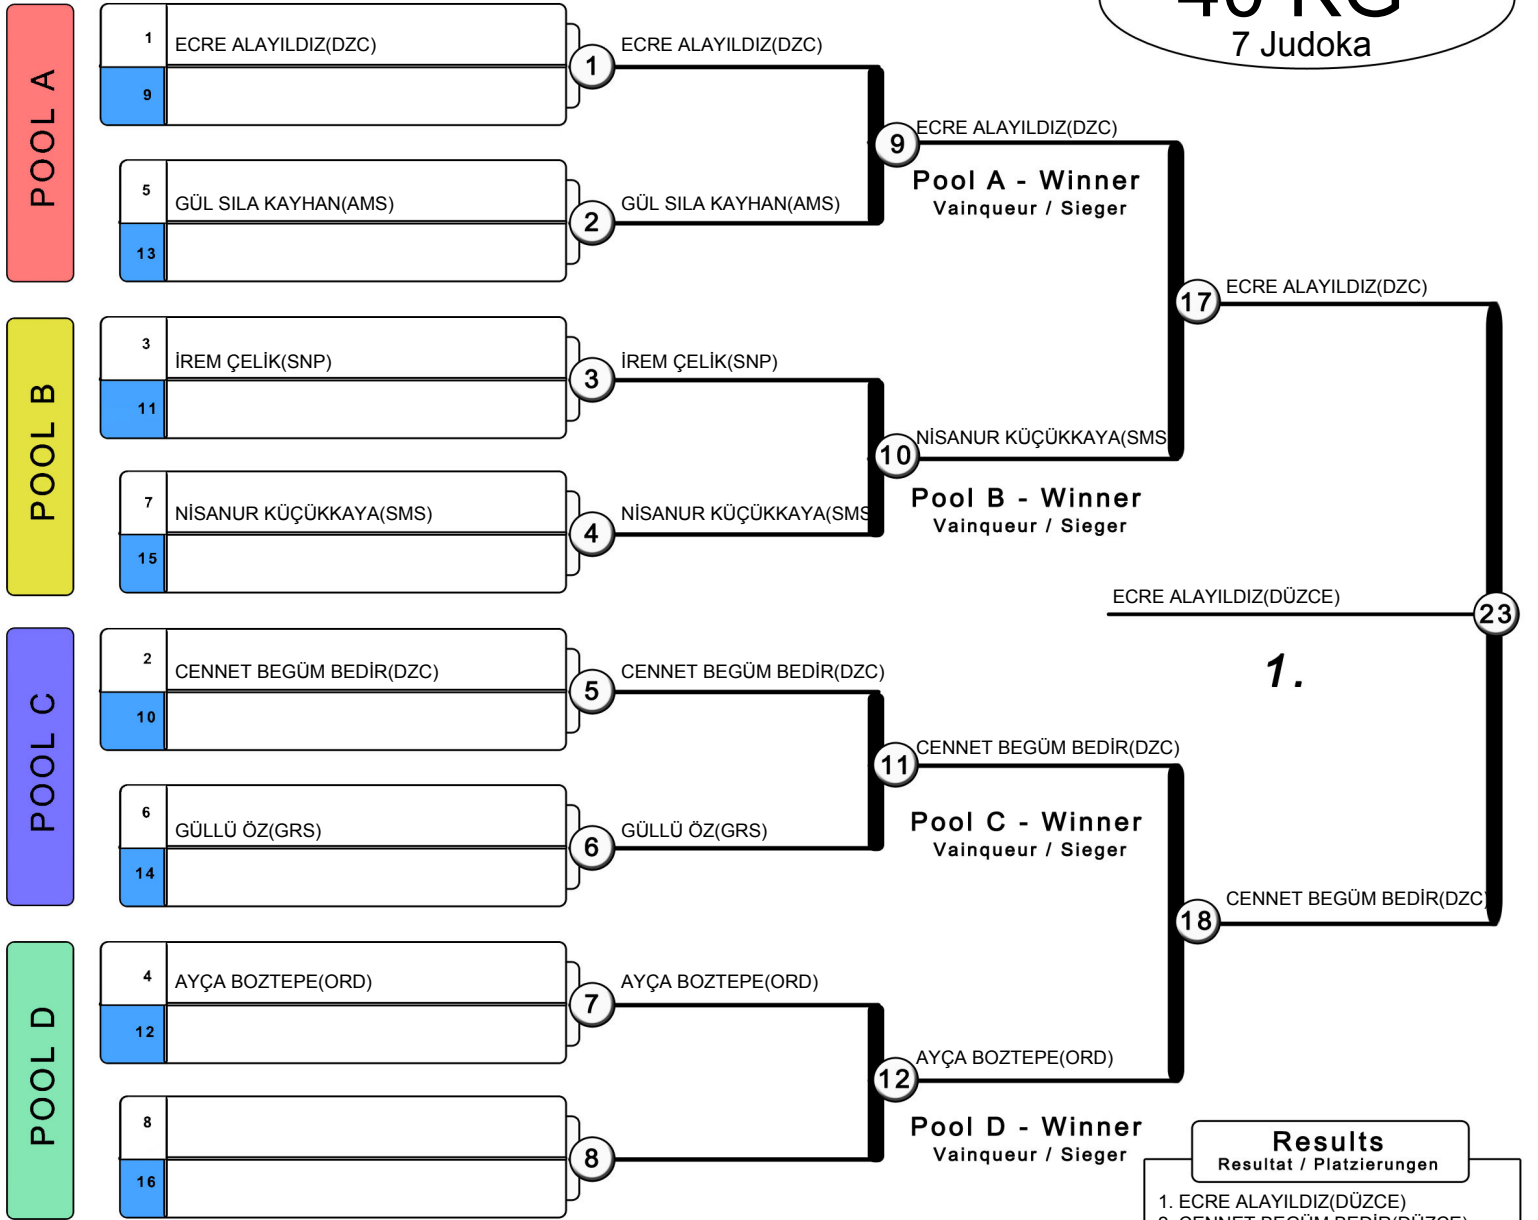 40 KG
7 Judoka
POOL A
1
ECRE ALAYILDIZ(DZC)
9
1
ECRE ALAYILDIZ(DZC)
5
GÜL SILA KAYHAN(AMS)
13
2
GÜL SILA KAYHAN(AMS)
9
ECRE ALAYILDIZ(DZC)
Pool A - Winner
Vainqueur / Sieger
POOL B
3
İREM ÇELİK(SNP)
11
3
İREM ÇELİK(SNP)
7
NİSANUR KÜÇÜKKAYA(SMS)
15
4
NİSANUR KÜÇÜKKAYA(SMS
10
NİSANUR KÜÇÜKKAYA(SMS
Pool B - Winner
Vainqueur / Sieger
17
ECRE ALAYILDIZ(DZC)
ECRE ALAYILDIZ(DÜZCE)
23
1.
POOL C
2
CENNET BEGÜM BEDİR(DZC)
10
5
CENNET BEGÜM BEDİR(DZC)
6
GÜLLÜ ÖZ(GRS)
14
6
GÜLLÜ ÖZ(GRS)
11
CENNET BEGÜM BEDİR(DZC)
Pool C - Winner
Vainqueur / Sieger
18
CENNET BEGÜM BEDİR(DZC)
POOL D
4
AYÇA BOZTEPE(ORD)
12
7
AYÇA BOZTEPE(ORD)
8
16
8
12
AYÇA BOZTEPE(ORD)
Pool D - Winner
Vainqueur / Sieger
Results
Resultat / Platzierungen
1. ECRE ALAYILDIZ(DÜZCE)
2. CENNET BEGÜM BEDİR(DÜZCE)